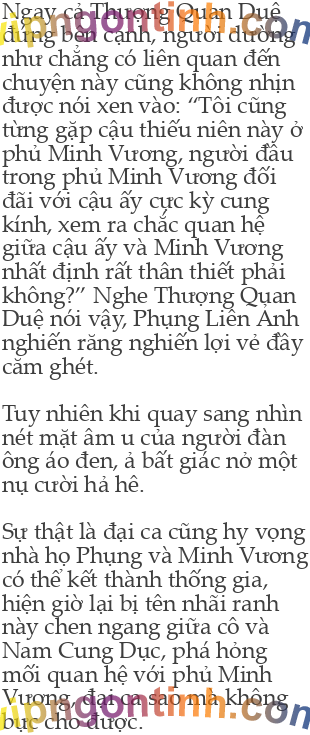 Ngay cả Thượng Quan Duệ
đứng bên cạnh, người dường
như chẳng có liên quan đến
chuyện này cũng không nhịn
được nói xen vào: “Tôi cũng
từng gặp cậu thiếu niên này ở
phủ Minh Vương, người đầu
trong phủ Minh Vương đối
đãi với cậu ấy cực kỳ cung
kính, xem ra chắc quan hệ
giữa cậu ấy và Minh Vương
nhất định rất thân thiết phải
không?” Nghe Thượng Quan
Duệ nói vậy, Phụng Liên Ảnh
nghiến răng nghiến lợi vẻ đầy
căm ghét.
Tuy nhiên khi quay sang nhìn
nét mặt âm u của người đàn
ông áo đen, ả bất giác nở một
nụ cười hả hê.
Sự thật là đại ca cũng hy vọng
nhà họ Phụng và Minh Vương
có thể kết thành thống gia,
hiện giờ lại bị tên nhãi ranh
này chen ngang giữa cô và
Nam Cung Dục, phá hỏng
mối quan hệ với phủ Minh
Vương, đại ca sao mà không
bực cho được.